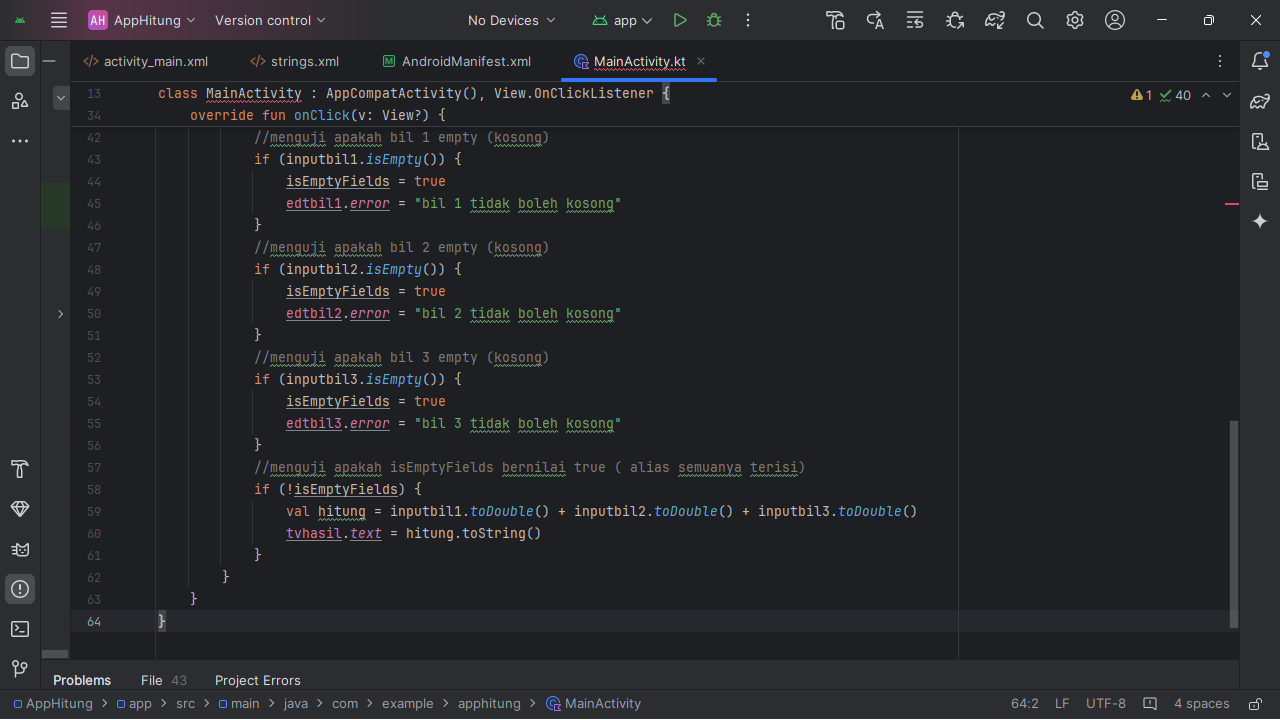 AH AppHitung Version control No Devices app
activity_main.xml strings.xml AndroidManifest.xml MainActivity.kt
13 class MainActivity : AppCompatActivity(), View.OnClickListener { 1 40
34 override fun onClick(v: View?) {
42 //menguji apakah bil 1 empty (kosong)
43 if (inputbil1.isEmpty()) {
44 isEmptyFields = true
45 edtbil1.error = "bil 1 tidak boleh kosong"
46 }
47 //menguji apakah bil 2 empty (kosong)
48 if (inputbil2.isEmpty()) {
49 isEmptyFields = true
50 edtbil2.error = "bil 2 tidak boleh kosong"
51 }
52 //menguji apakah bil 3 empty (kosong)
53 if (inputbil3.isEmpty()) {
54 isEmptyFields = true
55 edtbil3.error = "bil 3 tidak boleh kosong"
56 }
57 //menguji apakah isEmptyFields bernilai true ( alias semuanya terisi)
58 if (!isEmptyFields) {
59 val hitung = inputbil1.toDouble() + inputbil2.toDouble() + inputbil3.toDouble()
60 tvhasil.text = hitung.toString()
61 }
62 }
63 }
64 }
Problems File 43 Project Errors
AppHitung > app > src > main > java > com > example > apphitung > MainActivity 64:2 LF UTF-8 4 spaces